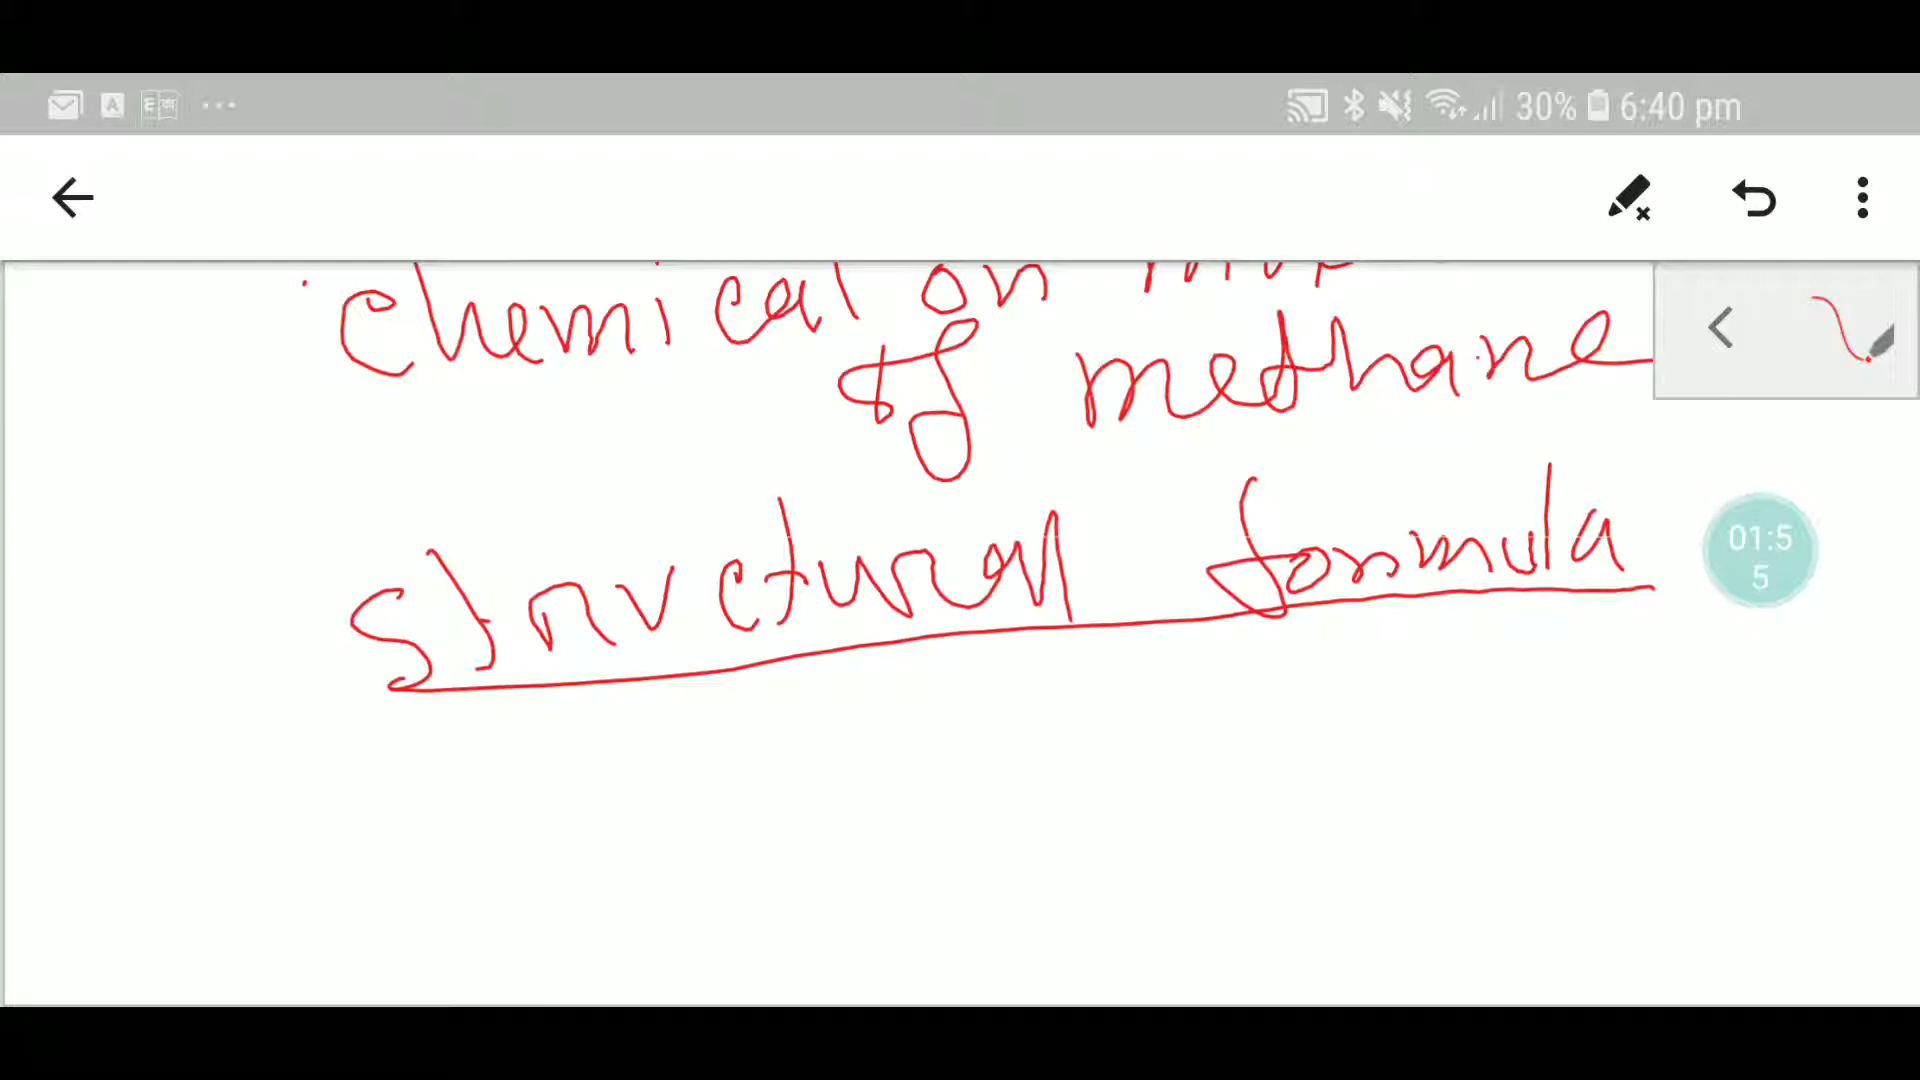 30% 6:40 pm
chemical on
of methane
structural formula
01:5
5